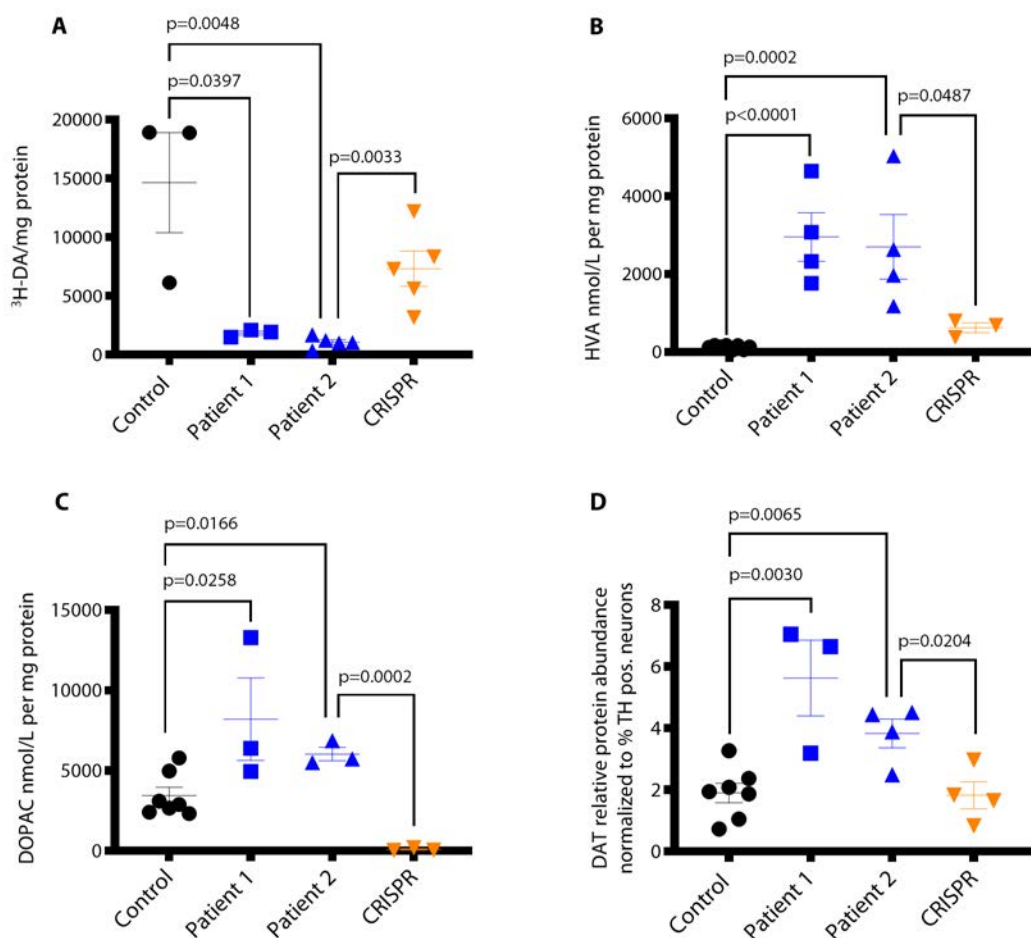 A
p=0.0048
p=0.0397
p=0.0033
20000
15000
10000
5000
0
³H-DA/mg protein
Control
Patient 1
Patient 2
CRISPR
B
p=0.0002
p<0.0001
p=0.0487
6000
4000
2000
0
HVA nmol/L per mg protein
Control
Patient 1
Patient 2
CRISPR
C
p=0.0166
p=0.0258
p=0.0002
15000
10000
5000
0
DOPAC nmol/L per mg protein
Control
Patient 1
Patient 2
CRISPR
D
p=0.0065
p=0.0030
p=0.0204
8
6
4
2
0
DAT relative protein abundance
normalized to % TH pos. neurons
Control
Patient 1
Patient 2
CRISPR